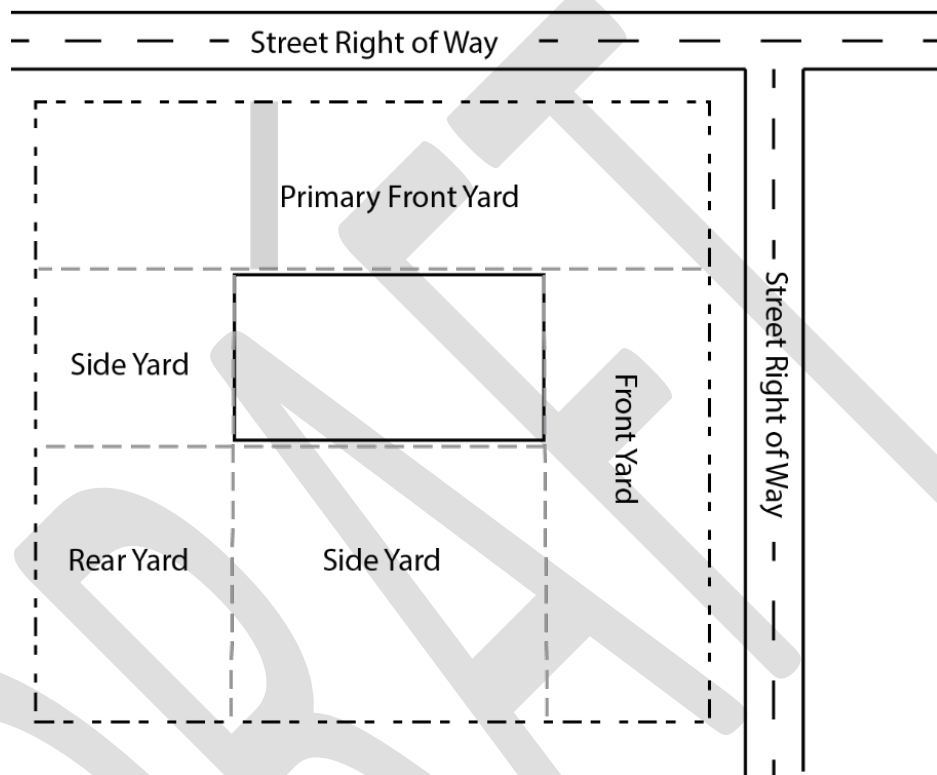 Street Right of Way
Primary Front Yard
Side Yard
Front Yard
Street Right of Way
Rear Yard
Side Yard
DRAFT